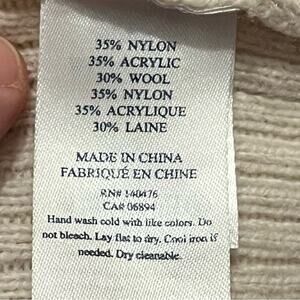 35% NYLON
35% ACRYLIC
30% WOOL
35% NYLON
35% ACRYLIQUE
30% LAINE
MADE IN CHINA
FABRIQUÉ EN CHINE
RN# 140476
CA# 06894
Hand wash cold with like colors. Do
not bleach. Lay flat to dry. Cool iron if
needed. Dry cleanable.